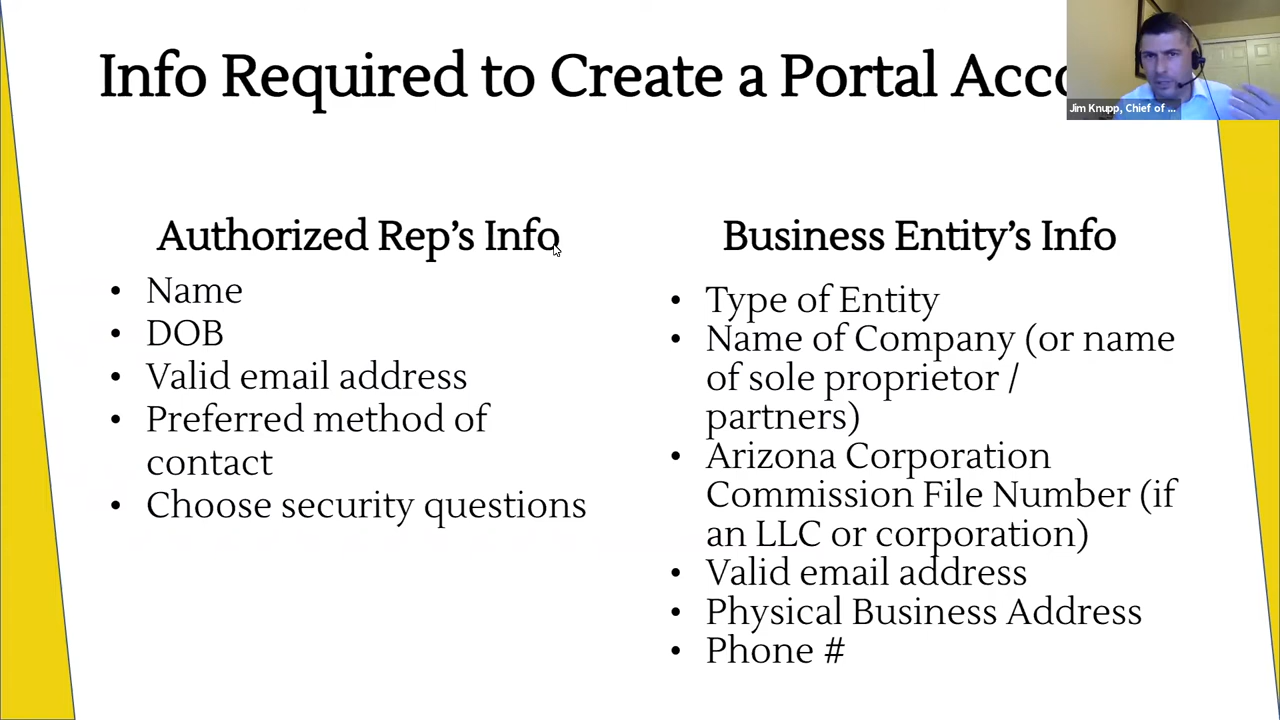 Info Required to Create a Portal Acco
Jim Knupp, Chief of ...
Authorized Rep's Info
• Name
• DOB
• Valid email address
• Preferred method of
contact
• Choose security questions
Business Entity's Info
• Type of Entity
• Name of Company (or name
of sole proprietor /
partners)
• Arizona Corporation
Commission File Number (if
an LLC or corporation)
• Valid email address
• Physical Business Address
• Phone #